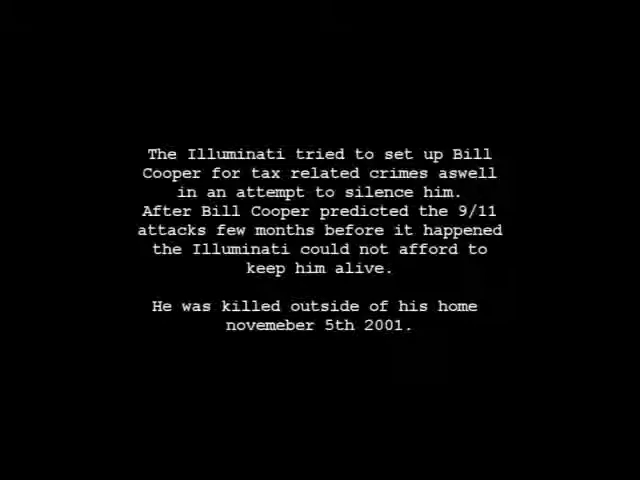 The Illuminati tried to set up Bill
Cooper for tax related crimes aswell
in an attempt to silence him.
After Bill Cooper predicted the 9/11
attacks few months before it happened
the Illuminati could not afford to
keep him alive.
He was killed outside of his home
novemeber 5th 2001.